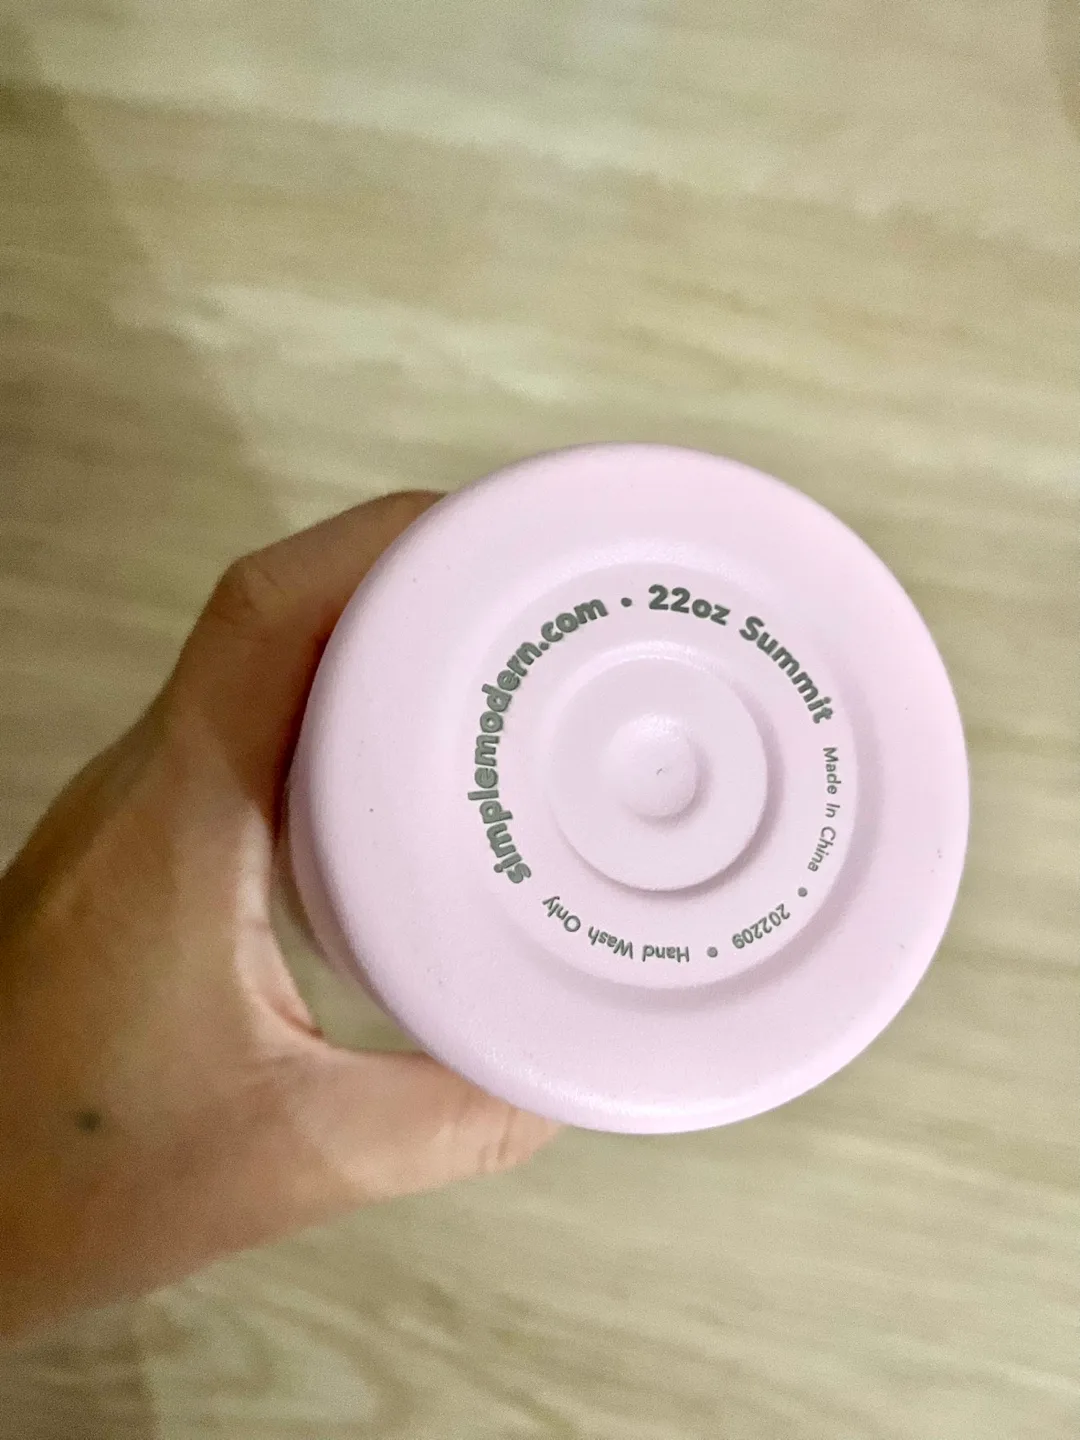 simplemodern.com • 22oz Summit
Made In China • 202209 • Hand Wash Only